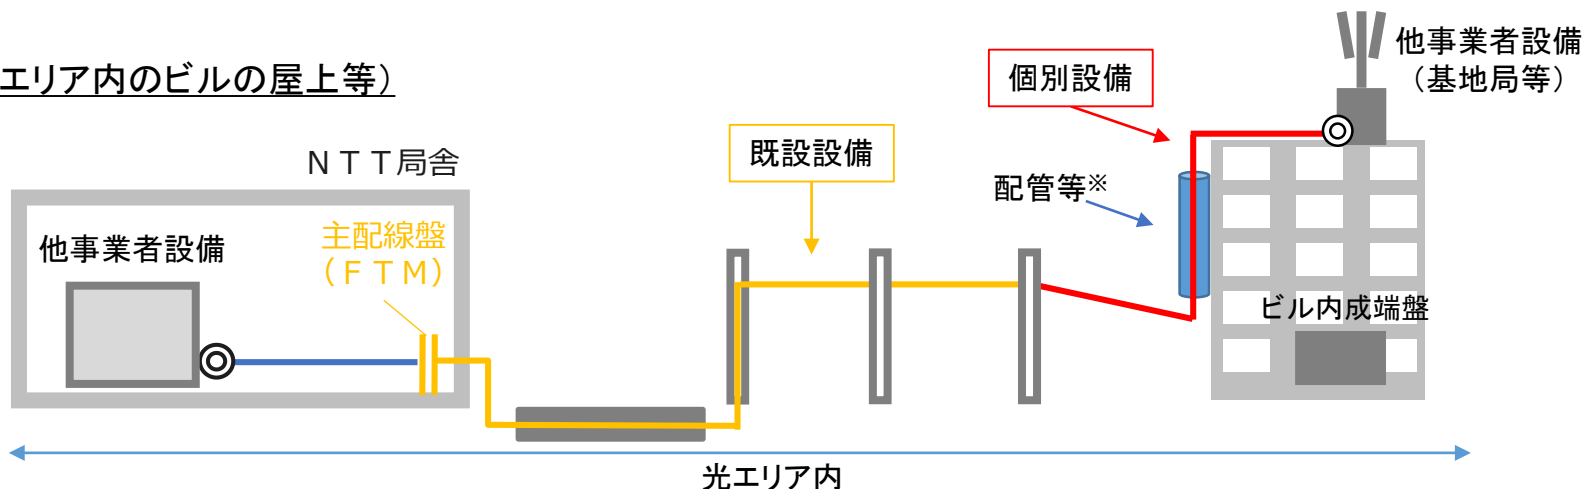 エリア内のビルの屋上等）
ＮＴＴ局舎
他事業者設備
主配線盤
（ＦＴＭ）
既設設備
個別設備
配管等※
他事業者設備
（基地局等）
ビル内成端盤
光エリア内